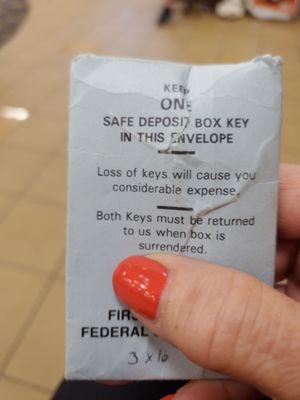 KEEP
ONE
SAFE DEPOSIT BOX KEY
IN THIS ENVELOPE
Loss of keys will cause you
considerable expense.
Both Keys must be returned
to us when box is
surrendered.
FEDERAL
3 x 10